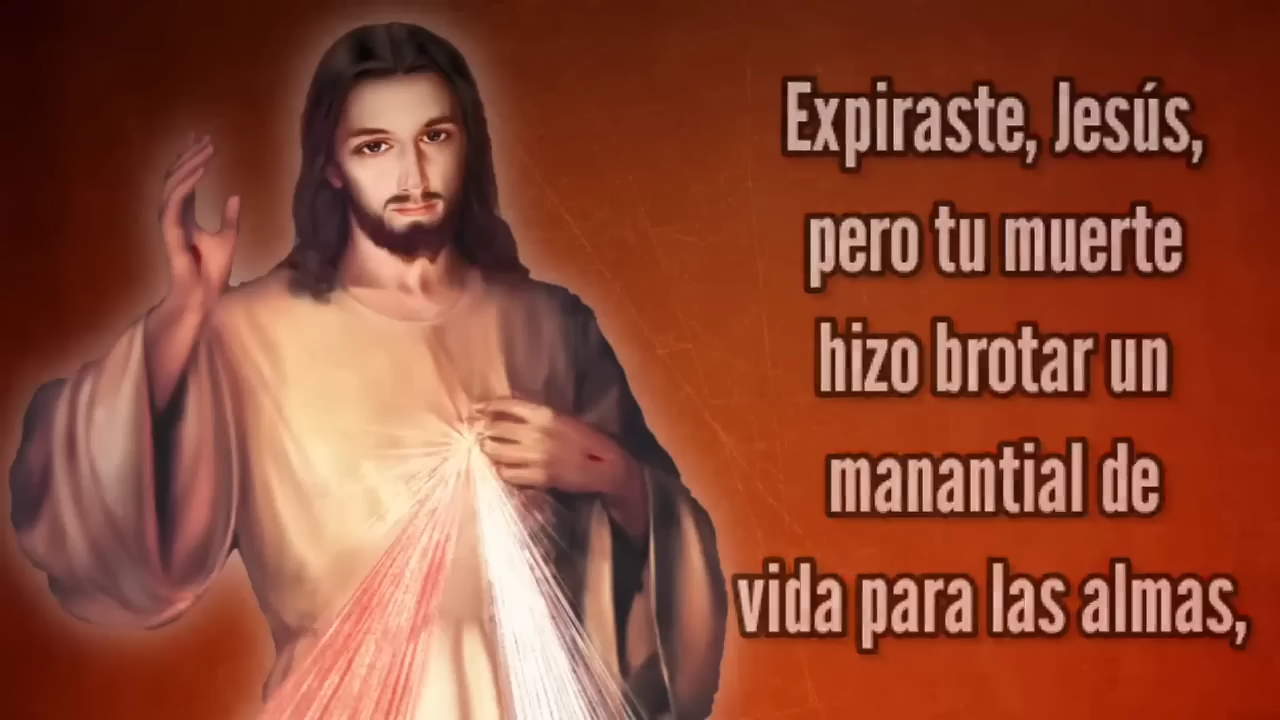 Expiraste, Jesús,
pero tu muerte
hizo brotar un
manantial de
vida para las almas,